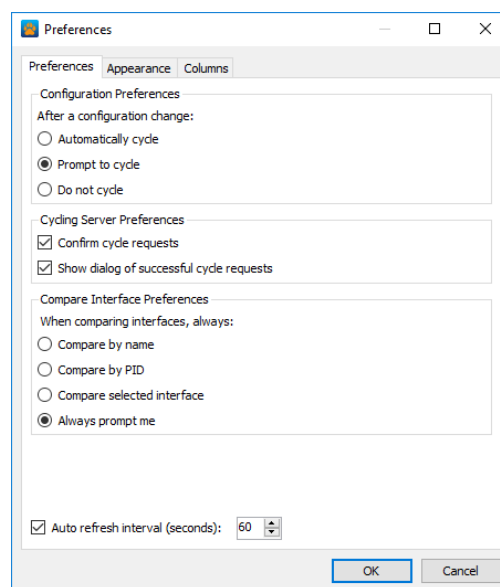 Preferences
Preferences Appearance Columns
Configuration Preferences
After a configuration change:
Automatically cycle
Prompt to cycle
Do not cycle
Cycling Server Preferences
Confirm cycle requests
Show dialog of successful cycle requests
Compare Interface Preferences
When comparing interfaces, always:
Compare by name
Compare by PID
Compare selected interface
Always prompt me
Auto refresh interval (seconds): 60
OK Cancel